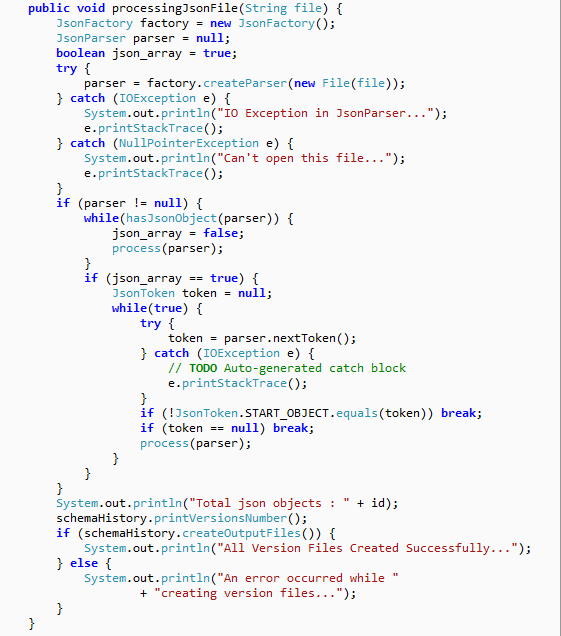 public void processingJsonFile(String file) {
    JsonFactory factory = new JsonFactory();
    JsonParser parser = null;
    boolean json_array = true;
    try {
        parser = factory.createParser(new File(file));
    } catch (IOException e) {
        System.out.println("IO Exception in JsonParser...");
        e.printStackTrace();
    } catch (NullPointerException e) {
        System.out.println("Can't open this file...");
        e.printStackTrace();
    }
    if (parser != null) {
        while(hasJsonObject(parser)) {
            json_array = false;
            process(parser);
        }
        if (json_array == true) {
            JsonToken token = null;
            while(true) {
                try {
                    token = parser.nextToken();
                } catch (IOException e) {
                    // TODO Auto-generated catch block
                    e.printStackTrace();
                }
                if (!JsonToken.START_OBJECT.equals(token)) break;
                if (token == null) break;
                process(parser);
            }
        }
    }
    System.out.println("Total json objects : " + id);
    schemaHistory.printVersionsNumber();
    if (schemaHistory.createOutputFiles()) {
        System.out.println("All Version Files Created Successfully...");
    } else {
        System.out.println("An error occurred while "
                + "creating version files...");
    }
}